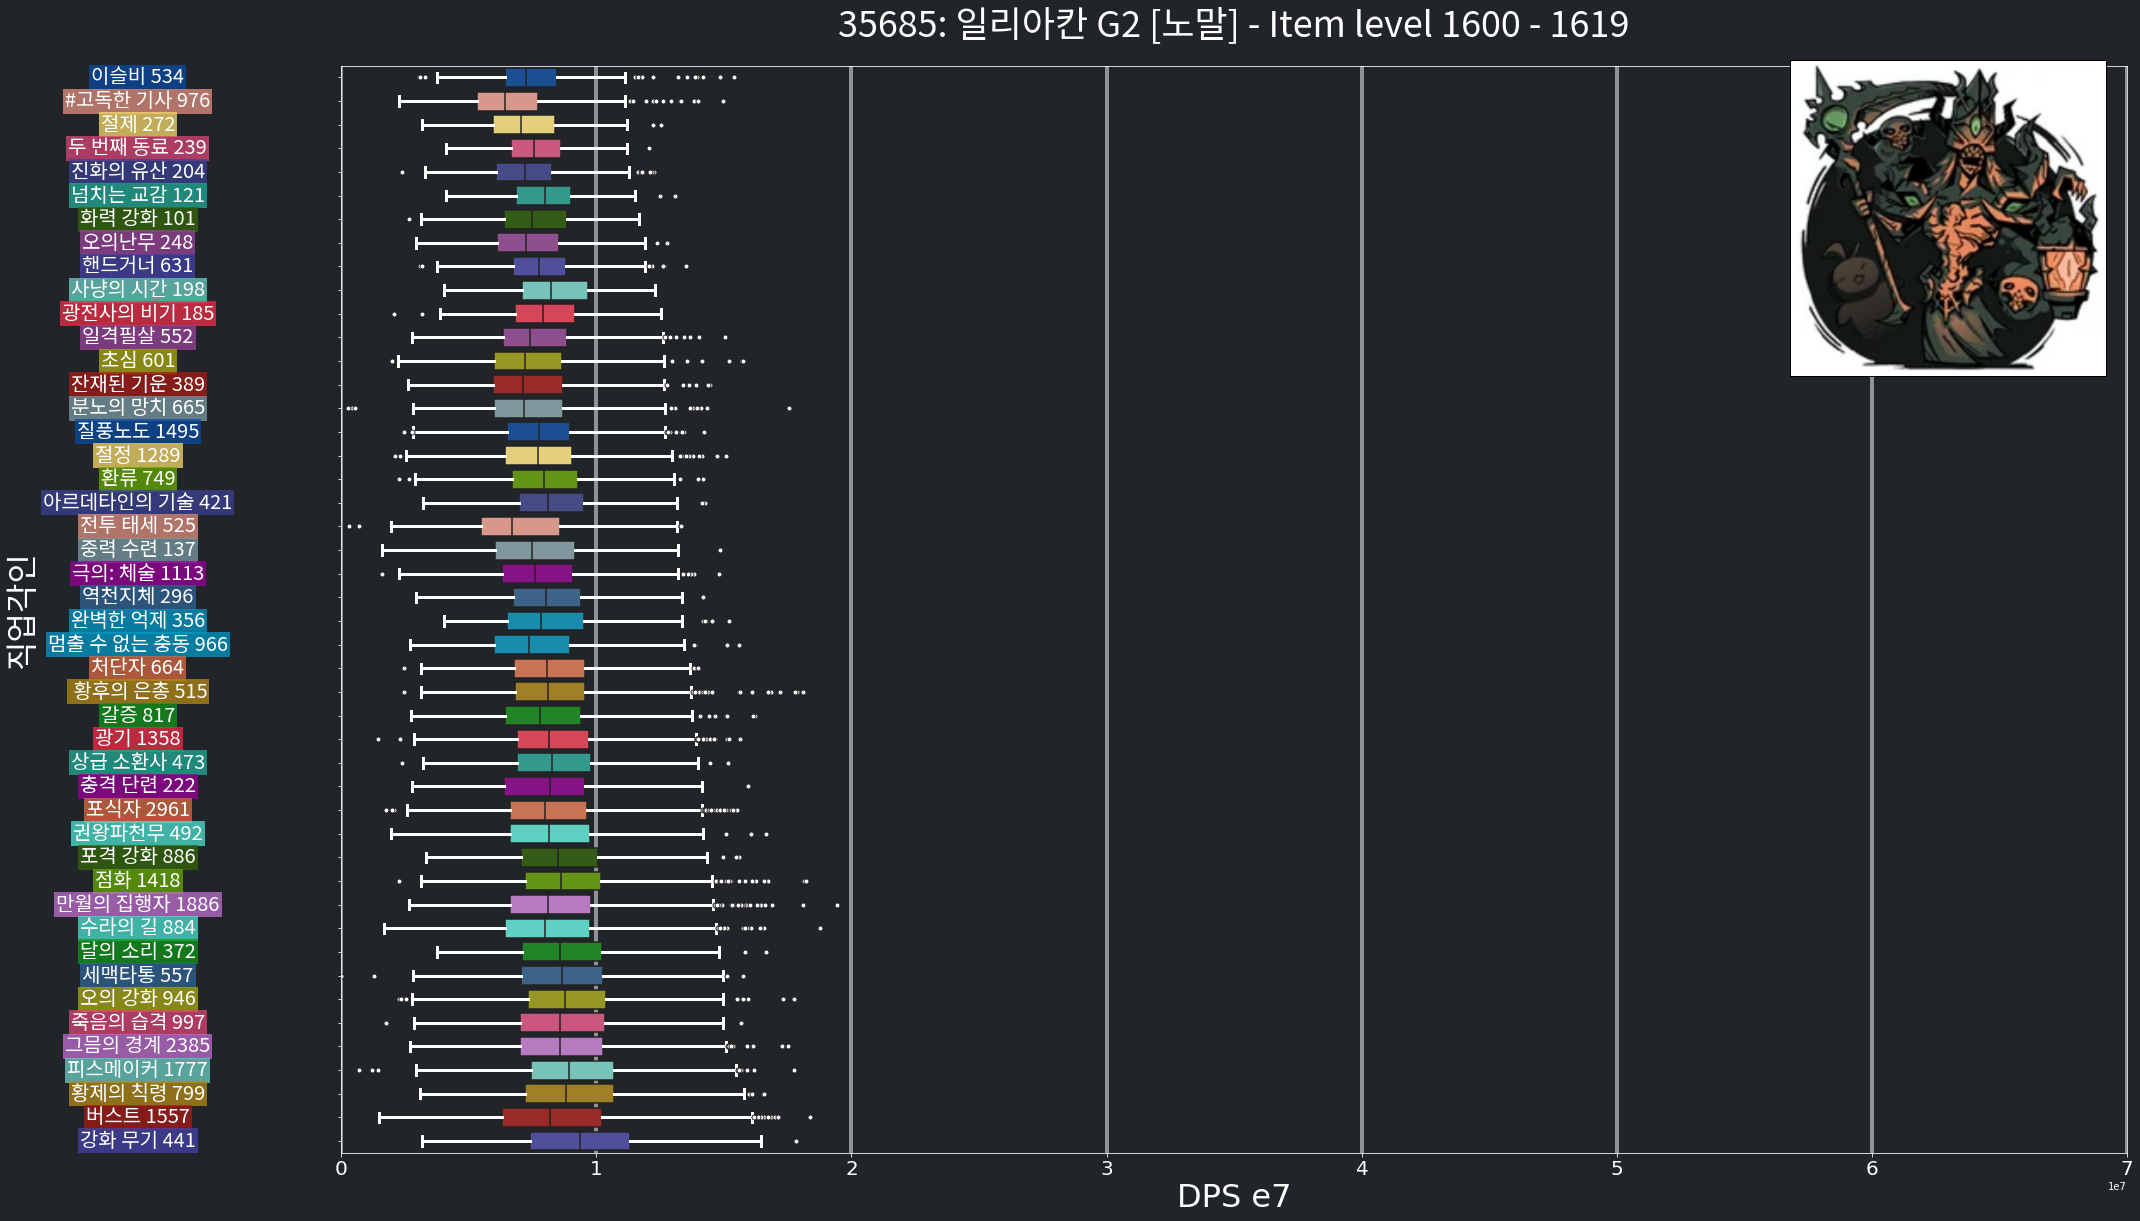 35685: 일리아칸 G2 [노말] - Item level 1600 - 1619
직업각인
이슬비 534
#고독한 기사 976
절제 272
두 번째 동료 239
진화의 유산 204
넘치는 교감 121
화력 강화 101
오의난무 248
핸드거너 631
사냥의 시간 198
광전사의 비기 185
일격필살 552
초심 601
잔재된 기운 389
분노의 망치 665
질풍노도 1495
절정 1289
환류 749
아르데타인의 기술 421
전투 태세 525
중력 수련 137
극의: 체술 1113
역천지체 296
완벽한 억제 356
멈출 수 없는 충동 966
처단자 664
황후의 은총 515
갈증 817
광기 1358
상급 소환사 473
충격 단련 222
포식자 2961
권왕파천무 492
포격 강화 886
점화 1418
만월의 집행자 1886
수라의 길 884
달의 소리 372
세맥타통 557
오의 강화 946
죽음의 습격 997
그믐의 경계 2385
피스메이커 1777
황제의 칙령 799
버스트 1557
강화 무기 441
0 1 2 3 4 5 6 7
DPS e7
1e7